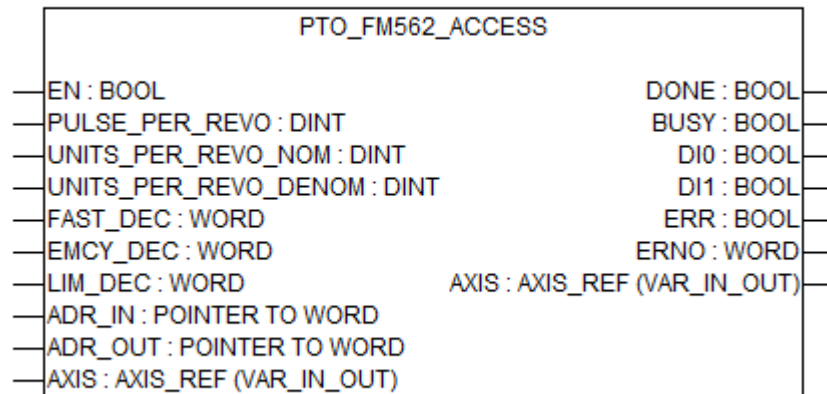 PTO_FM562_ACCESS
EN : BOOL DONE : BOOL
PULSE_PER_REVO : DINT BUSY : BOOL
UNITS_PER_REVO_NOM : DINT DI0 : BOOL
UNITS_PER_REVO_DENOM : DINT DI1 : BOOL
FAST_DEC : WORD ERR : BOOL
EMCY_DEC : WORD ERNO : WORD
LIM_DEC : WORD AXIS : AXIS_REF (VAR_IN_OUT)
ADR_IN : POINTER TO WORD
ADR_OUT : POINTER TO WORD
AXIS : AXIS_REF (VAR_IN_OUT)